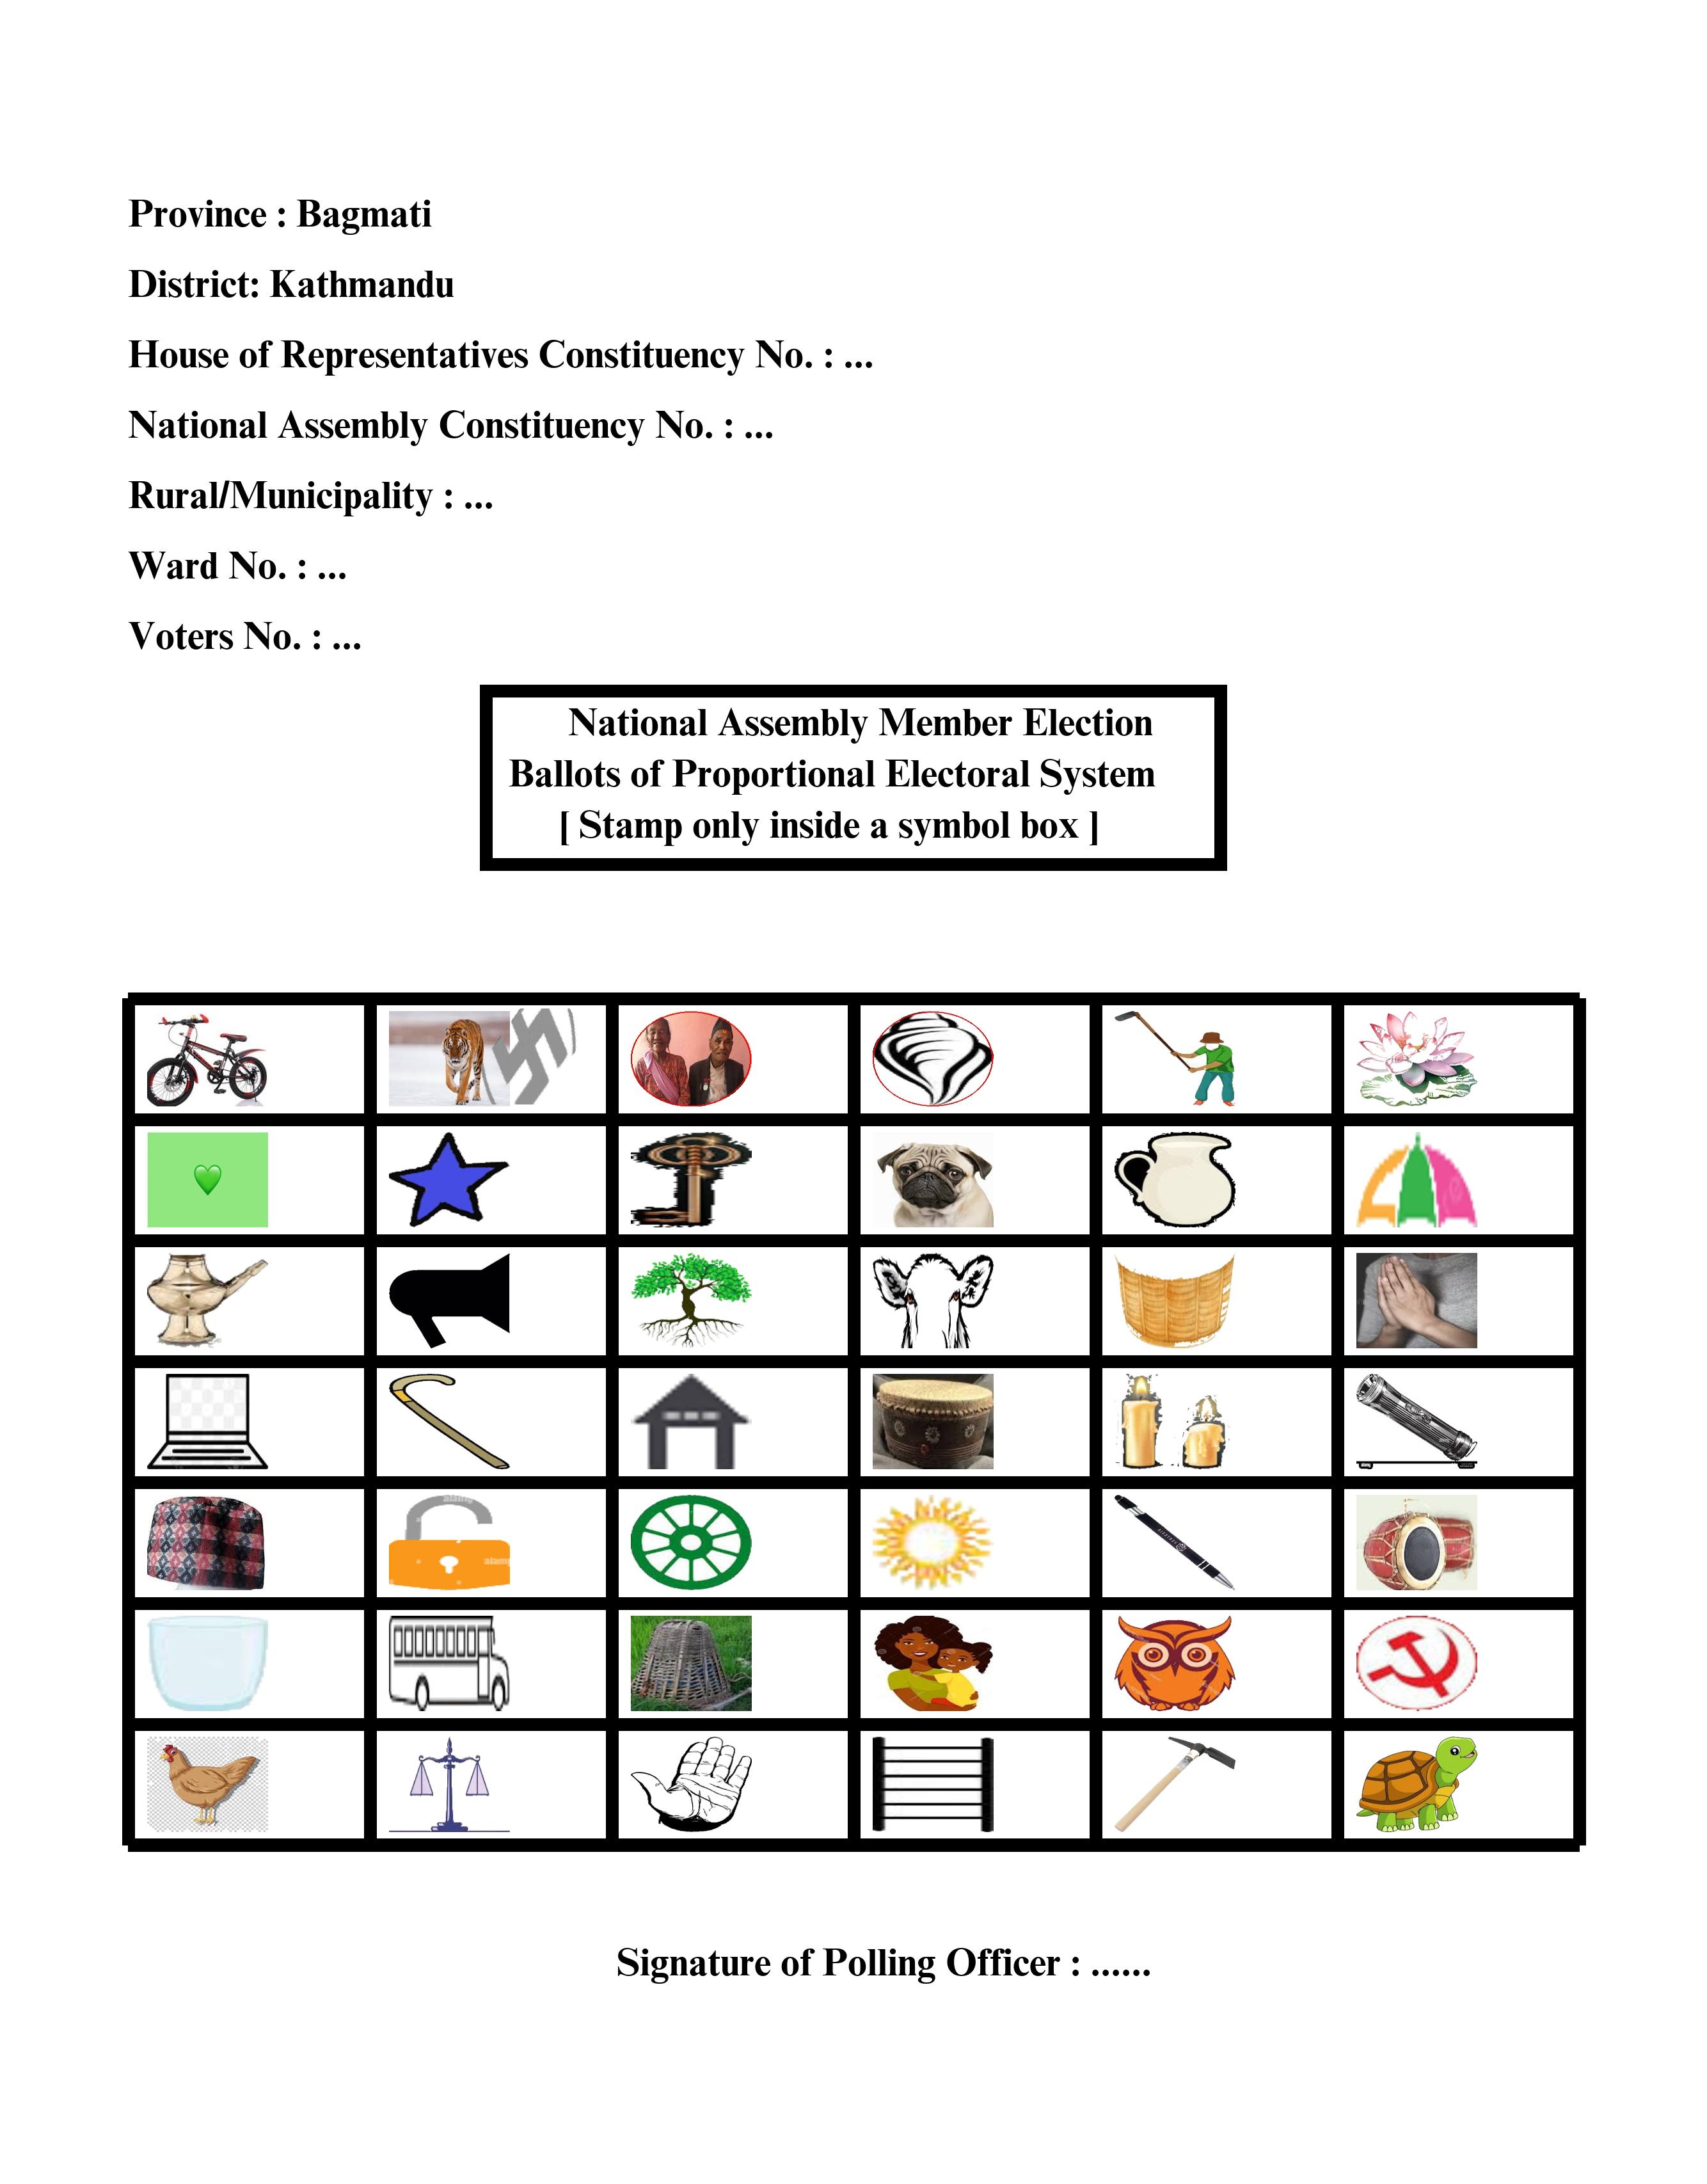 Province : Bagmati
District: Kathmandu
House of Representatives Constituency No. : ...
National Assembly Constituency No. : ...
Rural/Municipality : ...
Ward No. : ...
Voters No. : ...
National Assembly Member Election
Ballots of Proportional Electoral System
[ Stamp only inside a symbol box ]
Signature of Polling Officer : ......